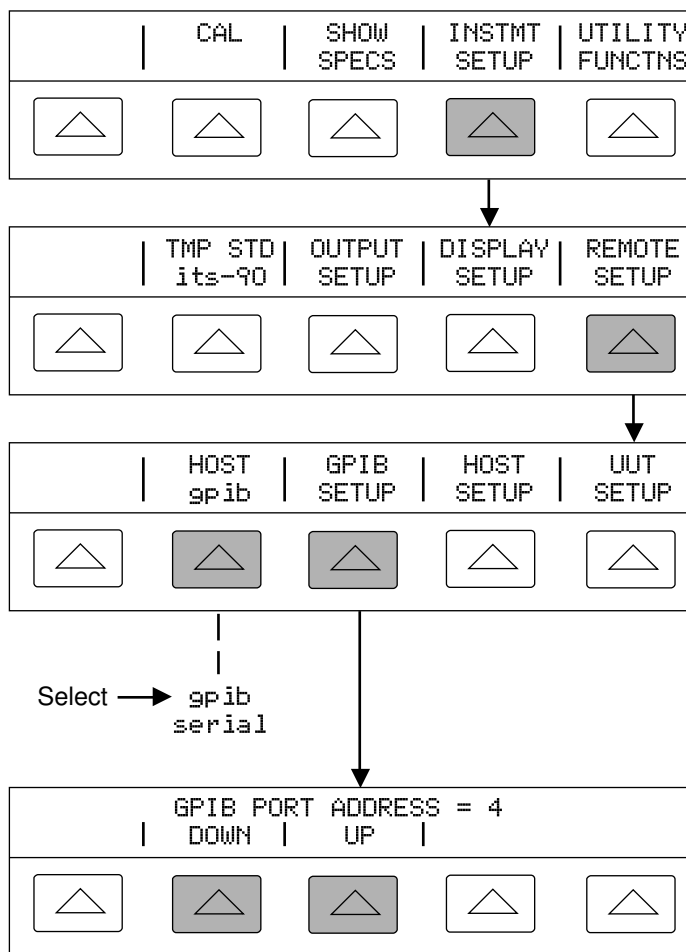 CAL | SHOW | INSTMT | UTILITY
SPECS | SETUP | FUNCTNS
TMP STD | OUTPUT | DISPLAY | REMOTE
its-90 | SETUP | SETUP | SETUP
HOST | GPIB | HOST | UUT
gpib | SETUP | SETUP | SETUP
Select gpib
serial
GPIB PORT ADDRESS = 4
DOWN | UP |